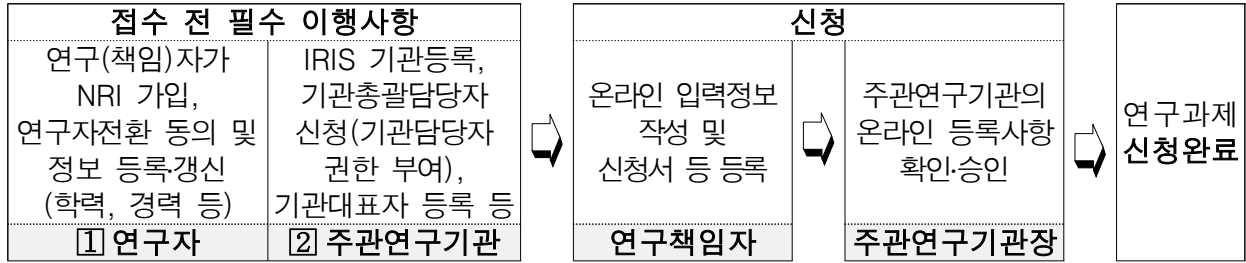 접수 전 필수 이행사항
연구(책임)자가
NRI 가입,
연구자전환 동의 및
정보 등록·갱신
(학력, 경력 등)
1 연구자
IRIS 기관등록,
기관총괄담당자
신청(기관담당자
권한 부여),
기관대표자 등록 등
2 주관연구기관
신청
온라인 입력정보
작성 및
신청서 등 등록
연구책임자
주관연구기관의
온라인 등록사항
확인·승인
주관연구기관장
연구과제
신청완료